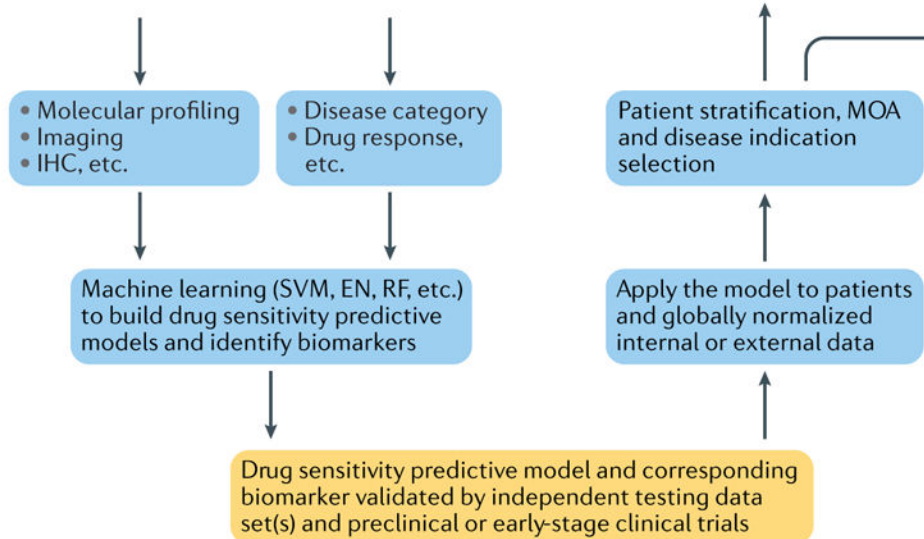 • Molecular profiling
• Imaging
• IHC, etc.
• Disease category
• Drug response,
etc.
Machine learning (SVM, EN, RF, etc.)
to build drug sensitivity predictive
models and identify biomarkers
Drug sensitivity predictive model and corresponding
biomarker validated by independent testing data
set(s) and preclinical or early-stage clinical trials
Apply the model to patients
and globally normalized
internal or external data
Patient stratification, MOA
and disease indication
selection